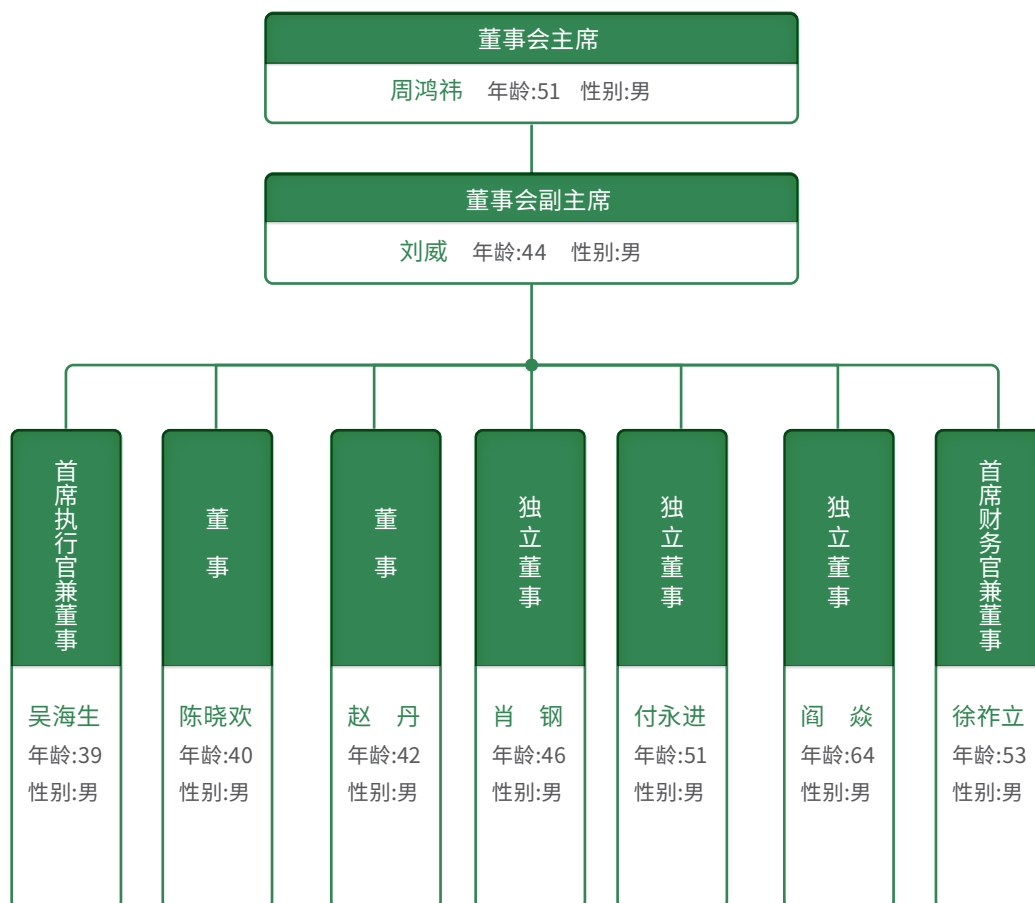 董事会主席
周鸿祎 年龄:51 性别:男
董事会副主席
刘威 年龄:44 性别:男
首席执行官兼董事
吴海生
年龄:39
性别:男
董事
陈晓欢
年龄:40
性别:男
董事
赵 丹
年龄:42
性别:男
独立董事
肖 钢
年龄:46
性别:男
独立董事
付永进
年龄:51
性别:男
独立董事
阎 焱
年龄:64
性别:男
首席财务官兼董事
徐祚立
年龄:53
性别:男